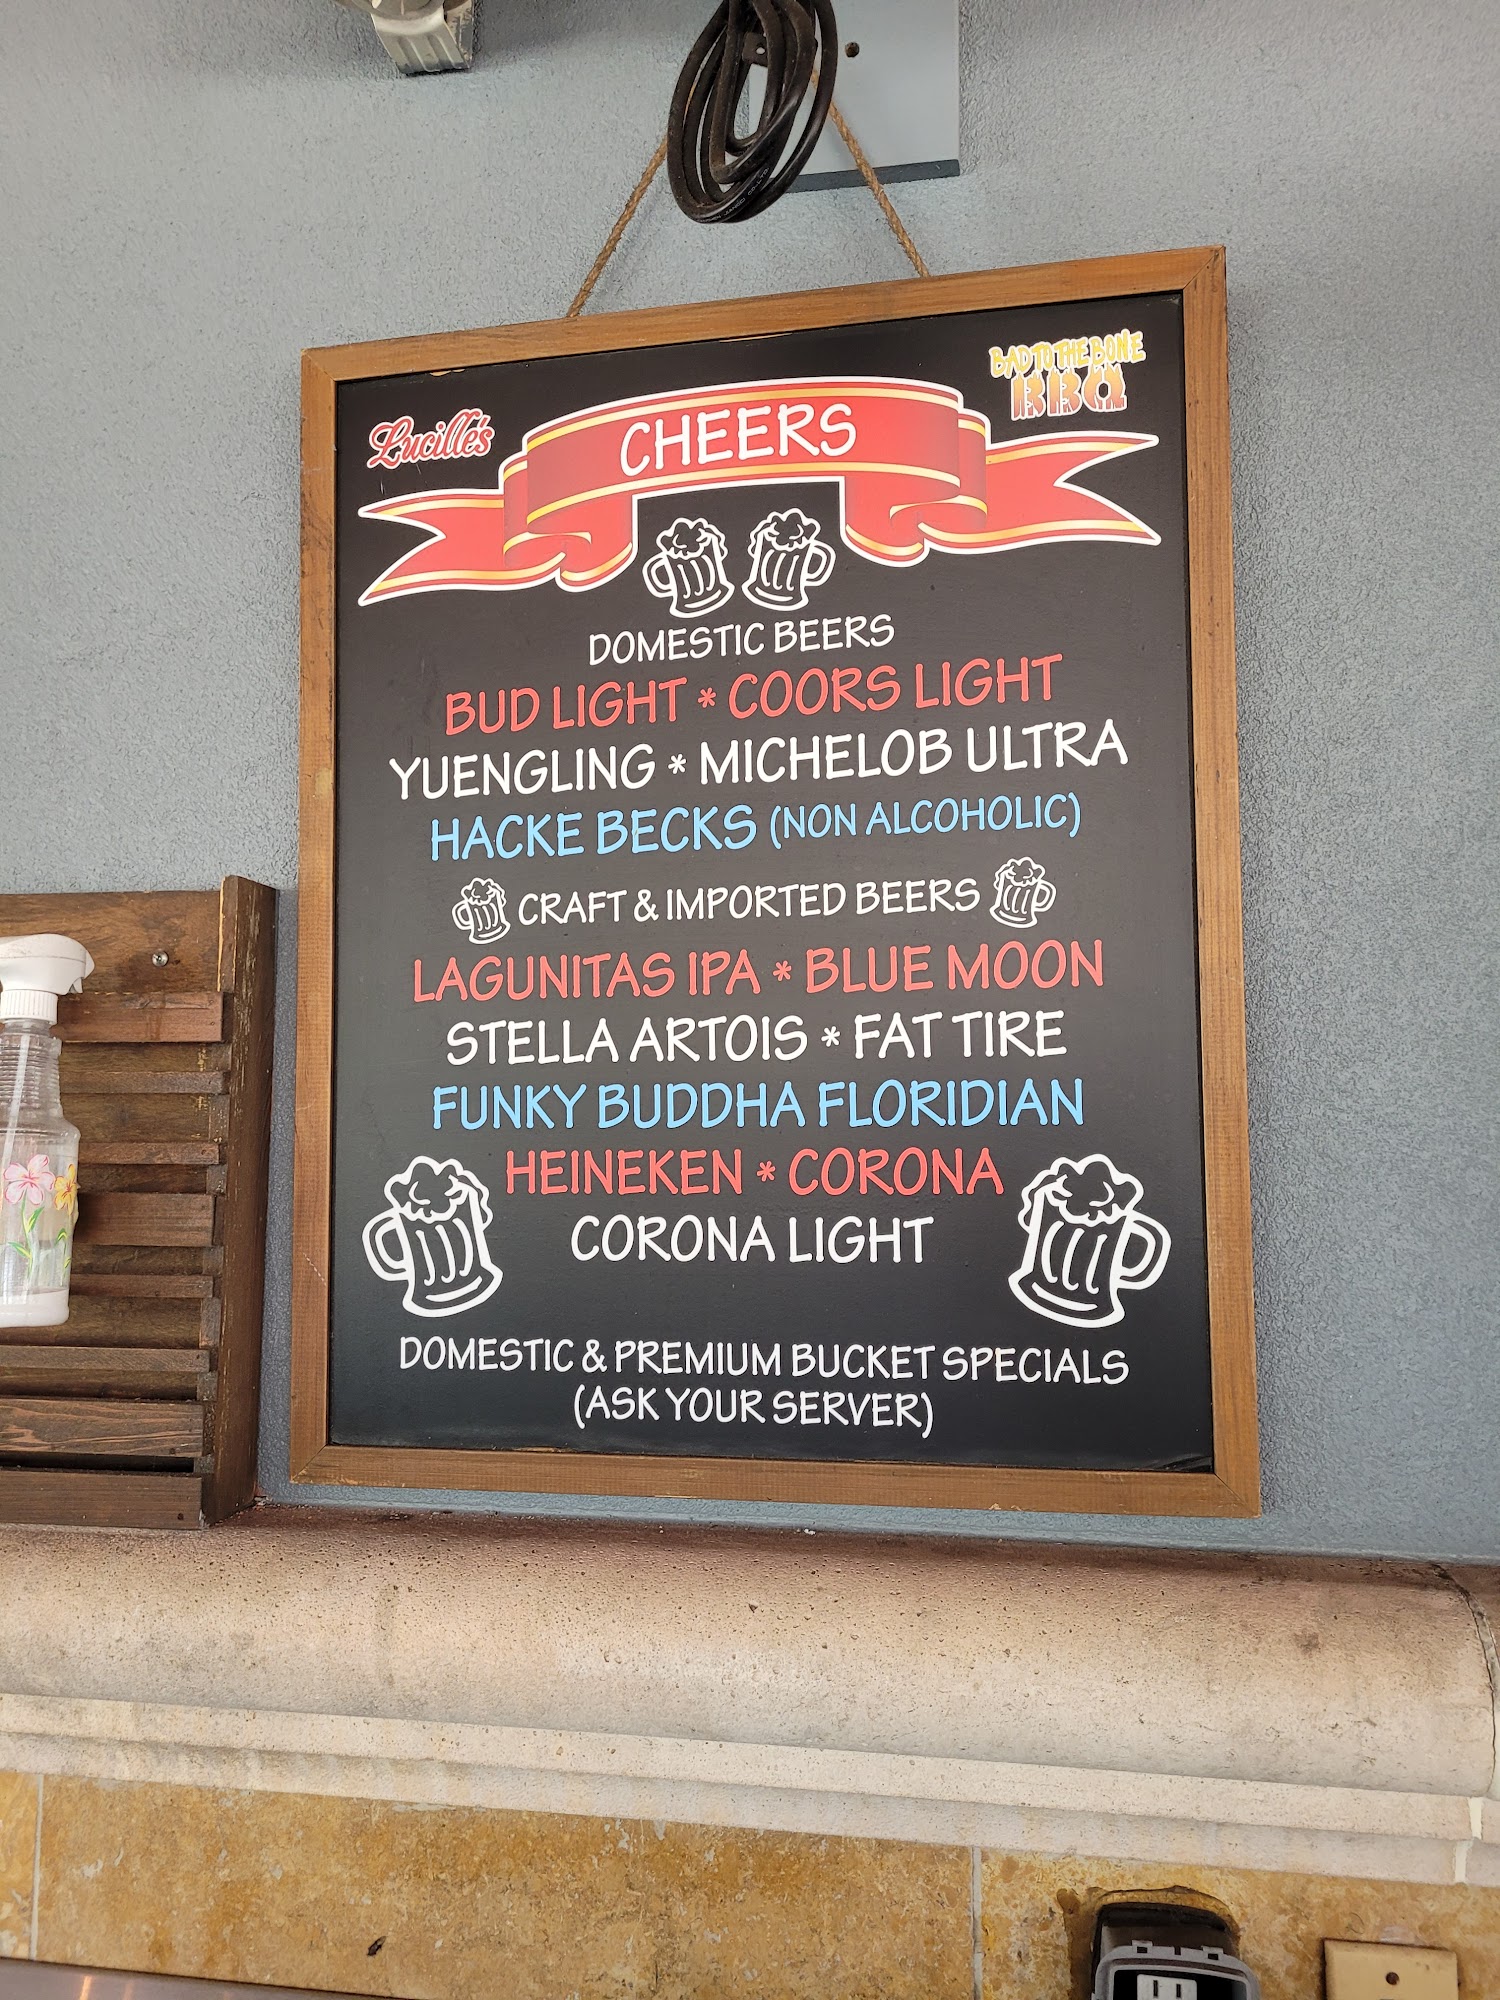 Lucille's
BAD TO THE BONE
BBQ
CHEERS
DOMESTIC BEERS
BUD LIGHT * COORS LIGHT
YUENGLING * MICHELOB ULTRA
HACKE BECKS (NON ALCOHOLIC)
CRAFT & IMPORTED BEERS
LAGUNITAS IPA * BLUE MOON
STELLA ARTOIS * FAT TIRE
FUNKY BUDDHA FLORIDIAN
HEINEKEN * CORONA
CORONA LIGHT
DOMESTIC & PREMIUM BUCKET SPECIALS
(ASK YOUR SERVER)